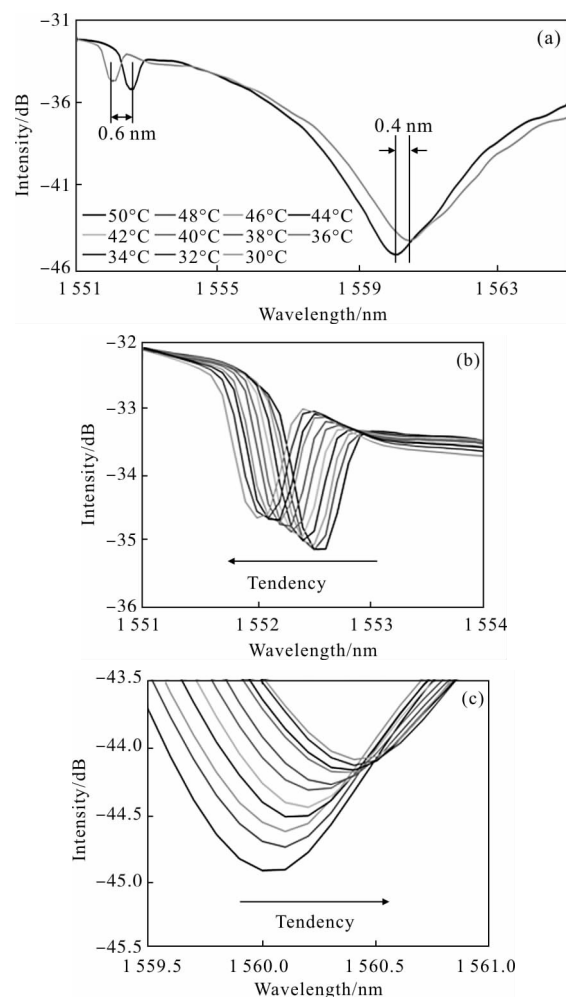 −31
(a)
−36
0.6 nm
0.4 nm
Intensity/dB
−41
50°C 48°C 46°C 44°C
42°C 40°C 38°C 36°C
34°C 32°C 30°C
−46
1 551 1 555 1 559 1 563
Wavelength/nm
−32
(b)
−33
Intensity/dB
−34
−35
Tendency
−36
1 551 1 552 1 553 1 554
Wavelength/nm
−43.5
(c)
−44.0
Intensity/dB
−44.5
−45.0
Tendency
−45.5
1 559.5 1 560.0 1 560.5 1 561.0
Wavelength/nm